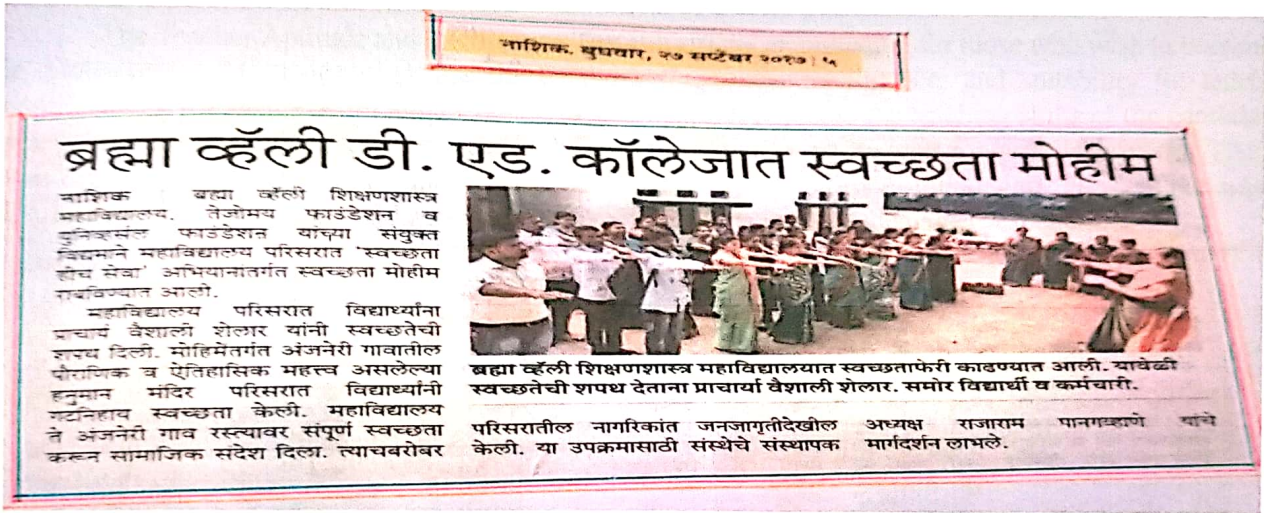 नाशिक. बुधवार, २७ सप्टेंबर २०१७ । ५
ब्रह्मा व्हॅली डी. एड. कॉलेजात स्वच्छता मोहीम
नाशिक : ब्रह्मा व्हॅली शिक्षणशास्त्र
महाविद्यालय, तेजोमय फाउंडेशन व
युनिव्हर्सल फाउंडेशन यांच्या संयुक्त
विद्यमाने महाविद्यालय परिसरात 'स्वच्छता
हीच सेवा' अभियानांतर्गत स्वच्छता मोहीम
राबविण्यात आली.
महाविद्यालय परिसरात विद्यार्थ्यांना
प्राचार्य वैशाली शेलार यांनी स्वच्छतेची
शपथ दिली. मोहिमेंतर्गत अंजनेरी गावातील
पौराणिक व ऐतिहासिक महत्त्व असलेल्या
हनुमान मंदिर परिसरात विद्यार्थ्यांनी
गटनिहाय स्वच्छता केली. महाविद्यालय
ते अंजनेरी गाव रस्त्यावर संपूर्ण स्वच्छता
करून सामाजिक संदेश दिला. त्याचबरोबर
ब्रह्मा व्हॅली शिक्षणशास्त्र महाविद्यालयात स्वच्छताफेरी काढण्यात आली. यावेळी
स्वच्छतेची शपथ देताना प्राचार्या वैशाली शेलार. समोर विद्यार्थी व कर्मचारी.
परिसरातील नागरिकांत जनजागृतीदेखील
केली. या उपक्रमासाठी संस्थेचे संस्थापक
अध्यक्ष राजाराम पानगव्हाणे यांचे
मार्गदर्शन लाभले.